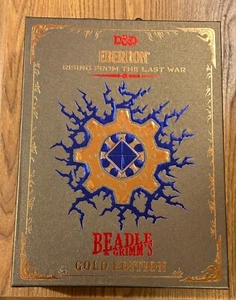 D&D
EBERRON
RISING FROM THE LAST WAR
BEADLE
& GRIMM'S
GOLD EDITION